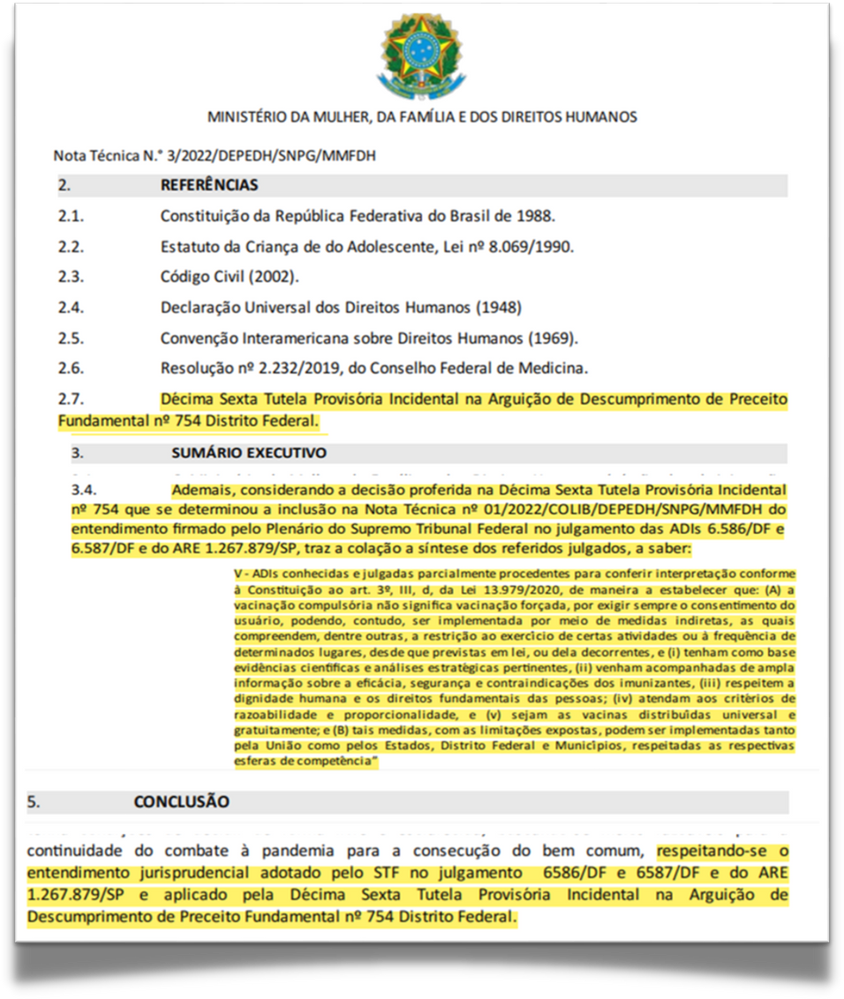 MINISTÉRIO DA MULHER, DA FAMÍLIA E DOS DIREITOS HUMANOS
Nota Técnica N.° 3/2022/DEPEDH/SNPG/MMFDH
2. REFERÊNCIAS
2.1. Constituição da República Federativa do Brasil de 1988.
2.2. Estatuto da Criança de do Adolescente, Lei nº 8.069/1990.
2.3. Código Civil (2002).
2.4. Declaração Universal dos Direitos Humanos (1948)
2.5. Convenção Interamericana sobre Direitos Humanos (1969).
2.6. Resolução nº 2.232/2019, do Conselho Federal de Medicina.
2.7. Décima Sexta Tutela Provisória Incidental na Arguição de Descumprimento de Preceito
Fundamental nº 754 Distrito Federal.
3. SUMÁRIO EXECUTIVO
3.4. Ademais, considerando a decisão proferida na Décima Sexta Tutela Provisória Incidental
nº 754 que se determinou a inclusão na Nota Técnica nº 01/2022/COLIB/DEPEDH/SNPG/MMFDH do
entendimento firmado pelo Plenário do Supremo Tribunal Federal no julgamento das ADIs 6.586/DF e
6.587/DF e do ARE 1.267.879/SP, traz a colação a síntese dos referidos julgados, a saber:
V - ADIs conhecidas e julgadas parcialmente procedentes para conferir interpretação conforme
à Constituição ao art. 3º, III, d, da Lei 13.979/2020, de maneira a estabelecer que: (A) a
vacinação compulsória não significa vacinação forçada, por exigir sempre o consentimento do
usuário, podendo, contudo, ser implementada por meio de medidas indiretas, as quais
compreendem, dentre outras, a restrição ao exercício de certas atividades ou à frequência de
determinados lugares, desde que previstas em lei, ou dela decorrentes, e (i) tenham como base
evidências científicas e análises estratégicas pertinentes, (ii) venham acompanhadas de ampla
informação sobre a eficácia, segurança e contraindicações dos imunizantes, (iii) respeitem a
dignidade humana e os direitos fundamentais das pessoas; (iv) atendam aos critérios de
razoabilidade e proporcionalidade, e (v) sejam as vacinas distribuídas universal e
gratuitamente; e (B) tais medidas, com as limitações expostas, podem ser implementadas tanto
pela União como pelos Estados, Distrito Federal e Municípios, respeitadas as respectivas
esferas de competência"
5. CONCLUSÃO
continuidade do combate à pandemia para a consecução do bem comum, respeitando-se o
entendimento jurisprudencial adotado pelo STF no julgamento 6586/DF e 6587/DF e do ARE
1.267.879/SP e aplicado pela Décima Sexta Tutela Provisória Incidental na Arguição de
Descumprimento de Preceito Fundamental nº 754 Distrito Federal.